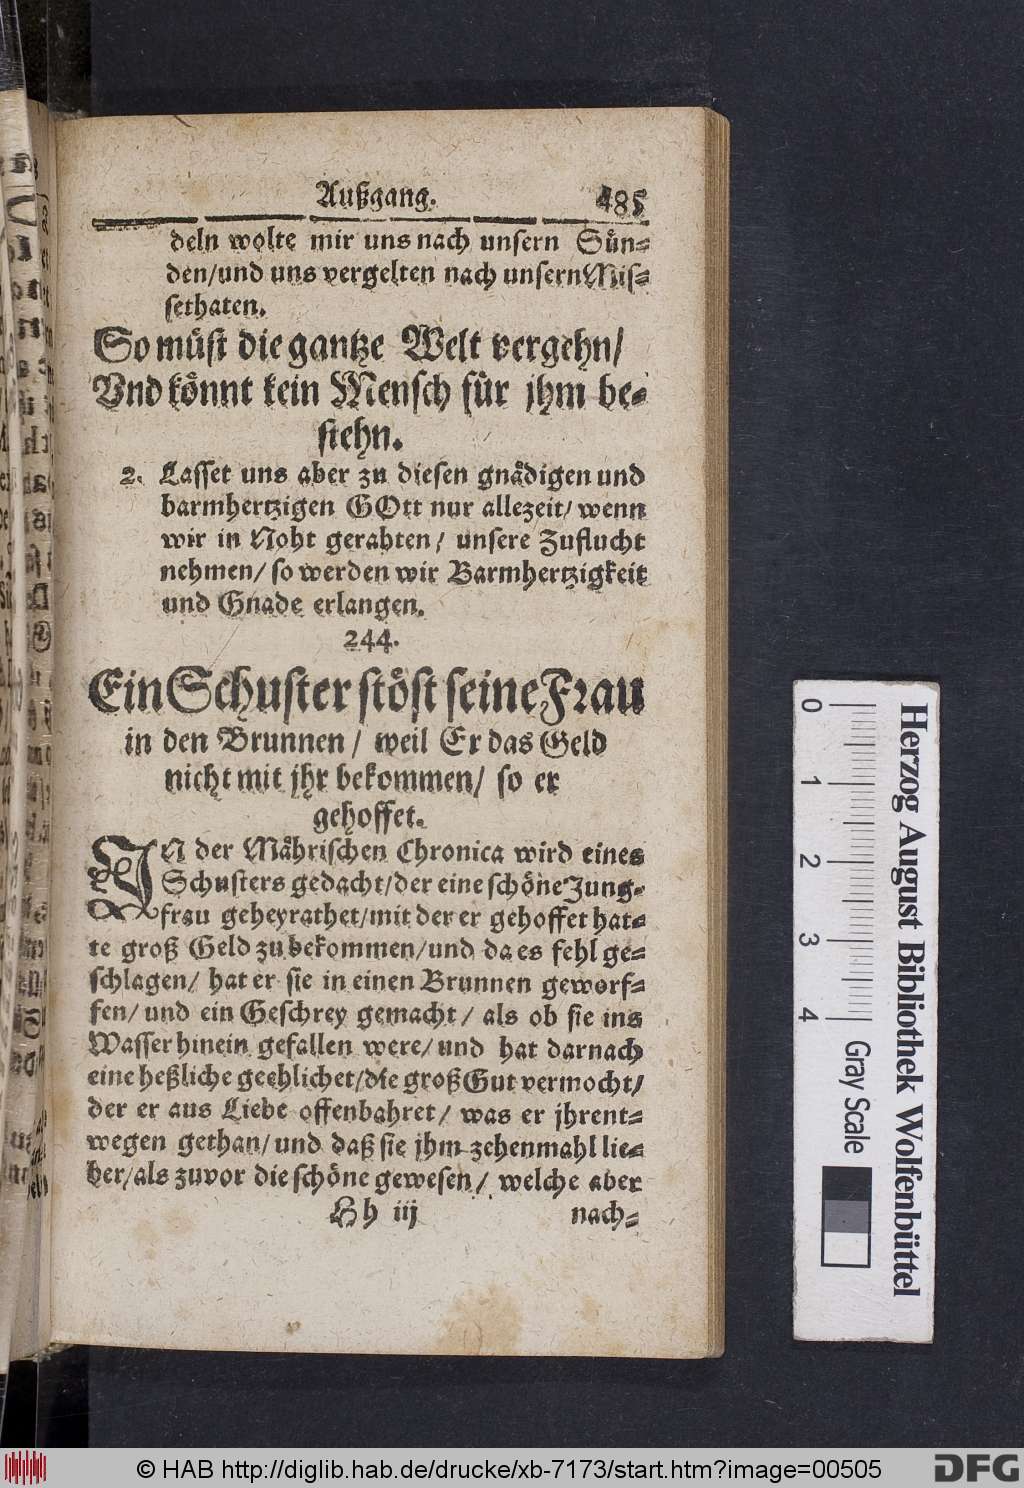 Außgang. 485
deln wolte mir uns nach unsern Sün-
den/und uns vergelten nach unsern Mis-
sethaten.
So müst die gantze Welt vergehn/
Vnd könnt kein Mensch für jhm be-
stehn.
2. Lasset uns aber zu diesen gnädigen und
barmhertzigen GOtt nur allezeit/ wenn
wir in Noht gerahten/ unsere Zuflucht
nehmen/ so werden wir Barmhertzigkeit
und Gnade erlangen.
244.
Ein Schuster stöst seine Frau
in den Brunnen/ weil Er das Geld
nicht mit jhr bekommen/ so er
gehoffet.
IN der Mährischen Chronica wird eines
Schusters gedacht/der eine schöne Jung-
frau geheyrathet/mit der er gehoffet hat-
te groß Geld zu bekommen/und da es fehl ge-
schlagen/ hat er sie in einen Brunnen geworf-
fen/ und ein Geschrey gemacht/ als ob sie ins
Wasser hinein gefallen were/ und hat darnach
eine heßliche geehlichet/die groß Gut vermocht/
der er aus Liebe offenbahret/ was er jhrent-
wegen gethan/ und daß sie jhm zehenmahl lie-
ber/als zuvor die schöne gewesen/ welche aber
Hh iij nach-
0 1 2 3 4 Gray Scale
Herzog August Bibliothek Wolfenbüttel
© HAB http://diglib.hab.de/drucke/xb-7173/start.htm?image=00505
DFG